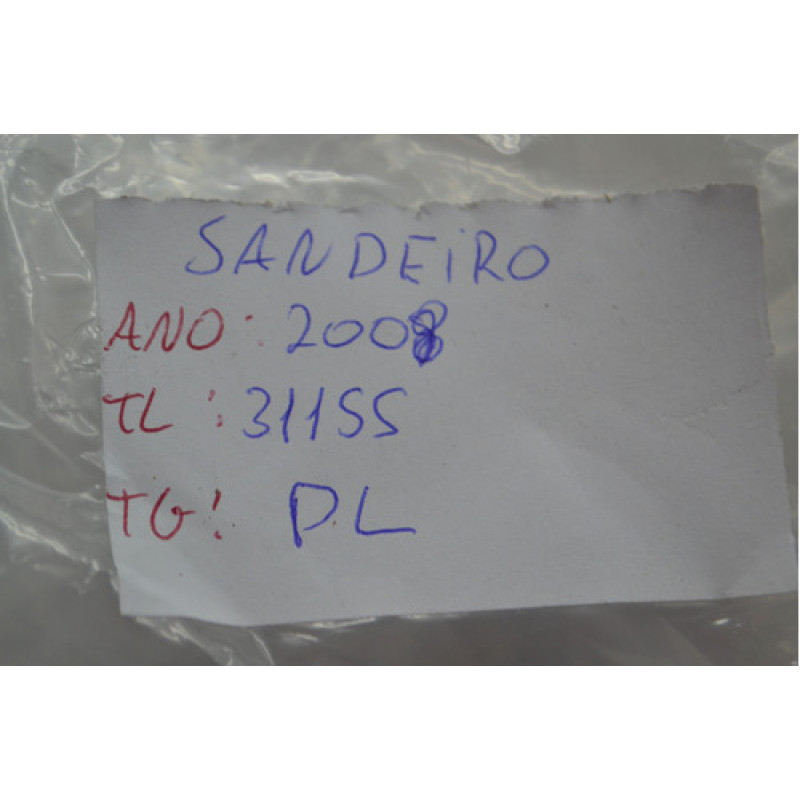 SANDEIRO
ANO: 2008
TL: 31155
TG: DL